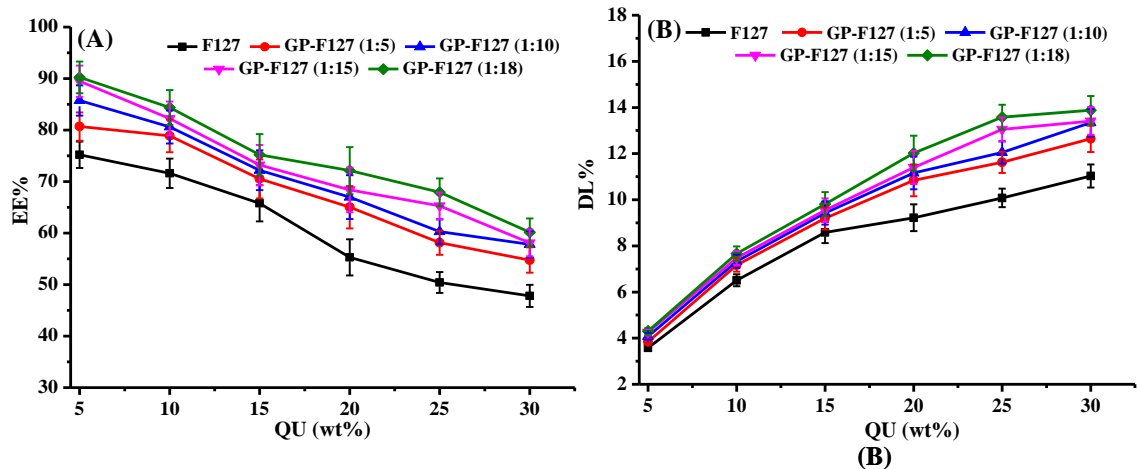 (A)
F127 GP-F127 (1:5) GP-F127 (1:10)
GP-F127 (1:15) GP-F127 (1:18)
EE%
100
90
80
70
60
50
40
30
5 10 15 20 25 30
QU (wt%)
(B)
F127 GP-F127 (1:5) GP-F127 (1:10)
GP-F127 (1:15) GP-F127 (1:18)
DL%
18
16
14
12
10
8
6
4
2
5 10 15 20 25 30
QU (wt%)
(B)